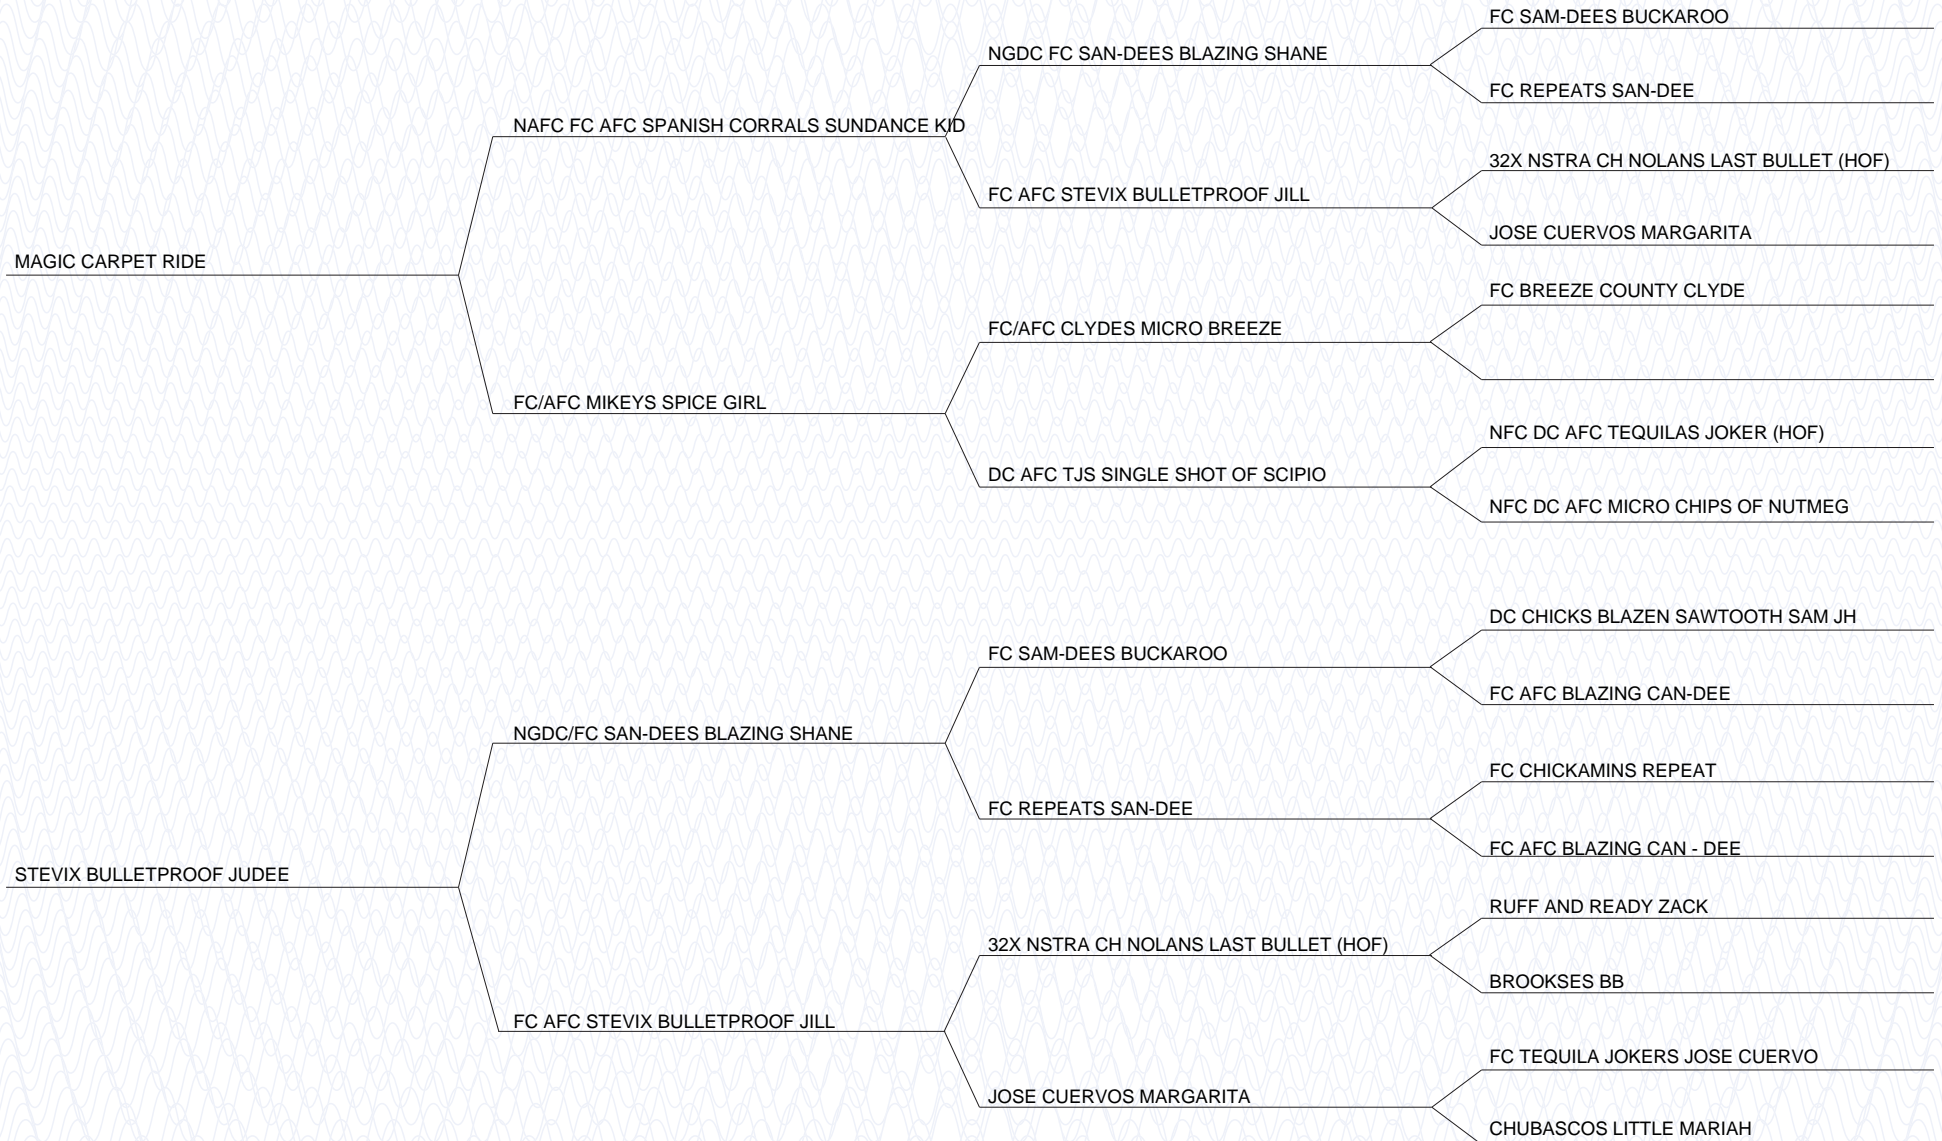 FC SAM-DEES BUCKAROO
NGDC FC SAN-DEES BLAZING SHANE
FC REPEATS SAN-DEE
NAFC FC AFC SPANISH CORRALS SUNDANCE KID
32X NSTRA CH NOLANS LAST BULLET (HOF)
FC AFC STEVIX BULLETPROOF JILL
JOSE CUERVOS MARGARITA
MAGIC CARPET RIDE
FC BREEZE COUNTY CLYDE
FC/AFC CLYDES MICRO BREEZE
FC/AFC MIKEYS SPICE GIRL
NFC DC AFC TEQUILAS JOKER (HOF)
DC AFC TJS SINGLE SHOT OF SCIPIO
NFC DC AFC MICRO CHIPS OF NUTMEG
DC CHICKS BLAZEN SAWTOOTH SAM JH
FC SAM-DEES BUCKAROO
FC AFC BLAZING CAN-DEE
NGDC/FC SAN-DEES BLAZING SHANE
FC CHICKAMINS REPEAT
FC REPEATS SAN-DEE
FC AFC BLAZING CAN - DEE
STEVIX BULLETPROOF JUDEE
RUFF AND READY ZACK
32X NSTRA CH NOLANS LAST BULLET (HOF)
BROOKSES BB
FC AFC STEVIX BULLETPROOF JILL
FC TEQUILA JOKERS JOSE CUERVO
JOSE CUERVOS MARGARITA
CHUBASCOS LITTLE MARIAH